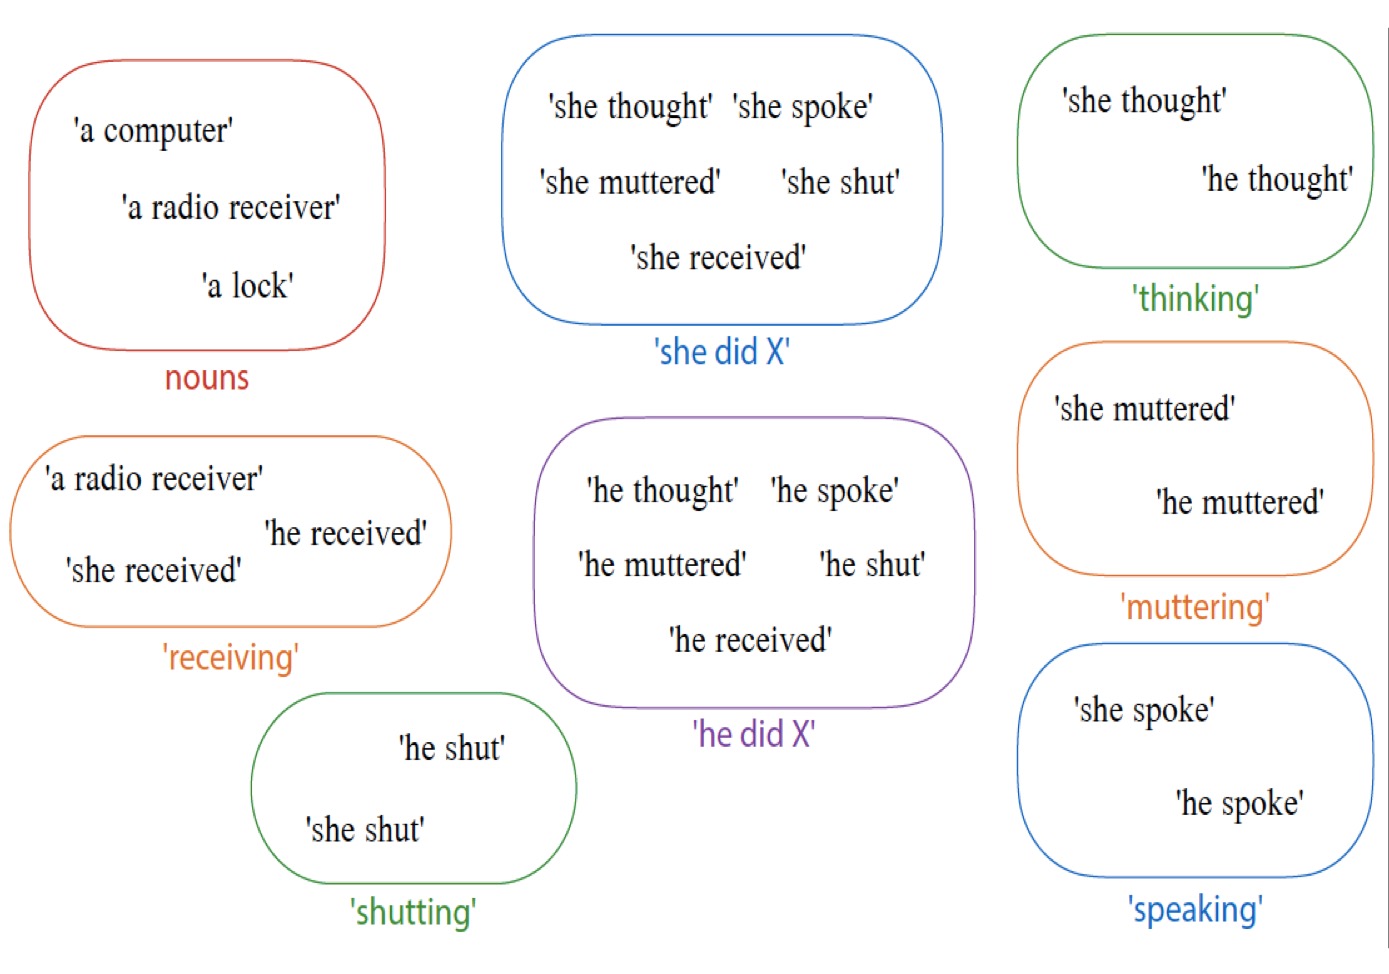 'a computer'
'a radio receiver'
'a lock'
nouns
'she thought' 'she spoke'
'she muttered' 'she shut'
'she received'
'she did X'
'she thought'
'he thought'
'thinking'
'a radio receiver'
'he received'
'she received'
'receiving'
'he thought' 'he spoke'
'he muttered' 'he shut'
'he received'
'he did X'
'she muttered'
'he muttered'
'muttering'
'he shut'
'she shut'
'shutting'
'she spoke'
'he spoke'
'speaking'